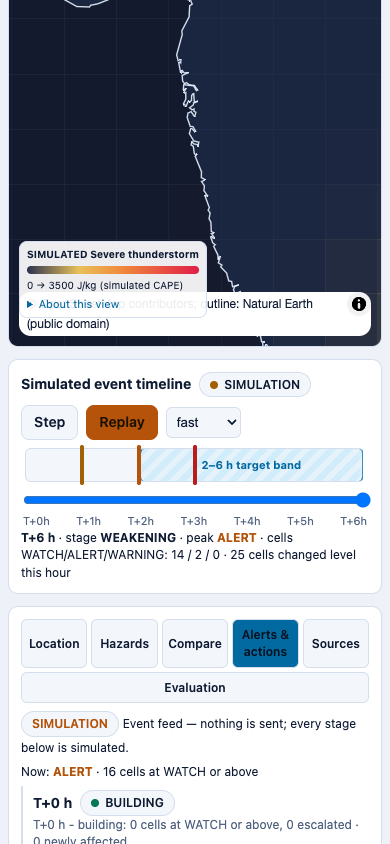 SIMULATED Severe thunderstorm
0 → 3500 J/kg (simulated CAPE)
▶ About this view
contributors; outline: Natural Earth
(public domain)
Simulated event timeline SIMULATION
Step Replay fast
2–6 h target band
T+0h T+1h T+2h T+3h T+4h T+5h T+6h
T+6 h · stage WEAKENING · peak ALERT · cells
WATCH/ALERT/WARNING: 14 / 2 / 0 · 25 cells changed level
this hour
Location Hazards Compare Alerts & actions Sources
Evaluation
SIMULATION Event feed — nothing is sent; every stage
below is simulated.
Now: ALERT · 16 cells at WATCH or above
T+0 h BUILDING
T+0 h - building: 0 cells at WATCH or above, 0 escalated ·
0 newly affected